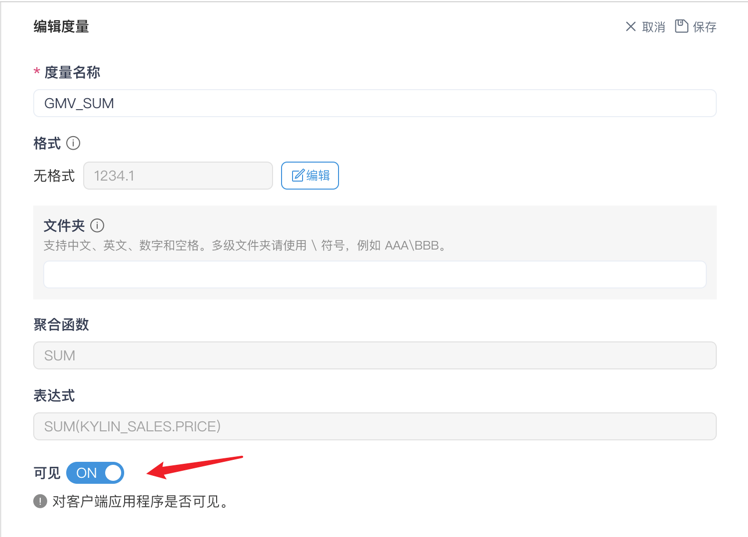 编辑度量
取消 保存
* 度量名称
GMV_SUM
格式
无格式 1234.1 编辑
文件夹
支持中文、英文、数字和空格。多级文件夹请使用 \ 符号，例如 AAA\BBB。
聚合函数
SUM
表达式
SUM(KYLIN_SALES.PRICE)
可见 ON
对客户端应用程序是否可见。